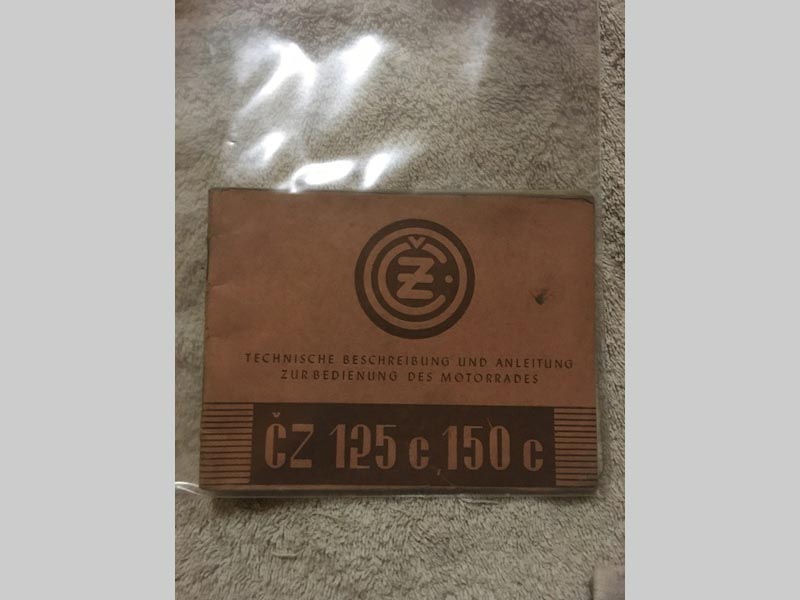 ČZ
TECHNISCHE BESCHREIBUNG UND ANLEITUNG
ZUR BEDIENUNG DES MOTORRADES
ČZ 125 c, 150 c